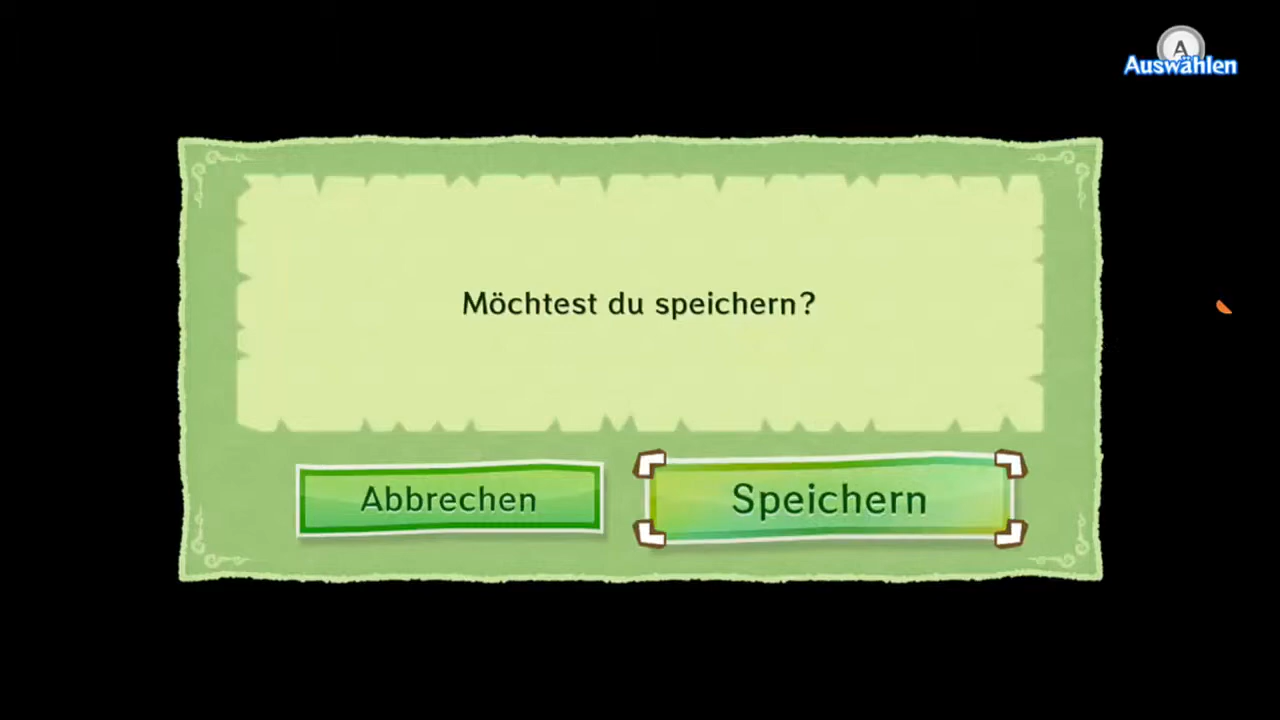 A
Auswählen
Möchtest du speichern?
Abbrechen
Speichern